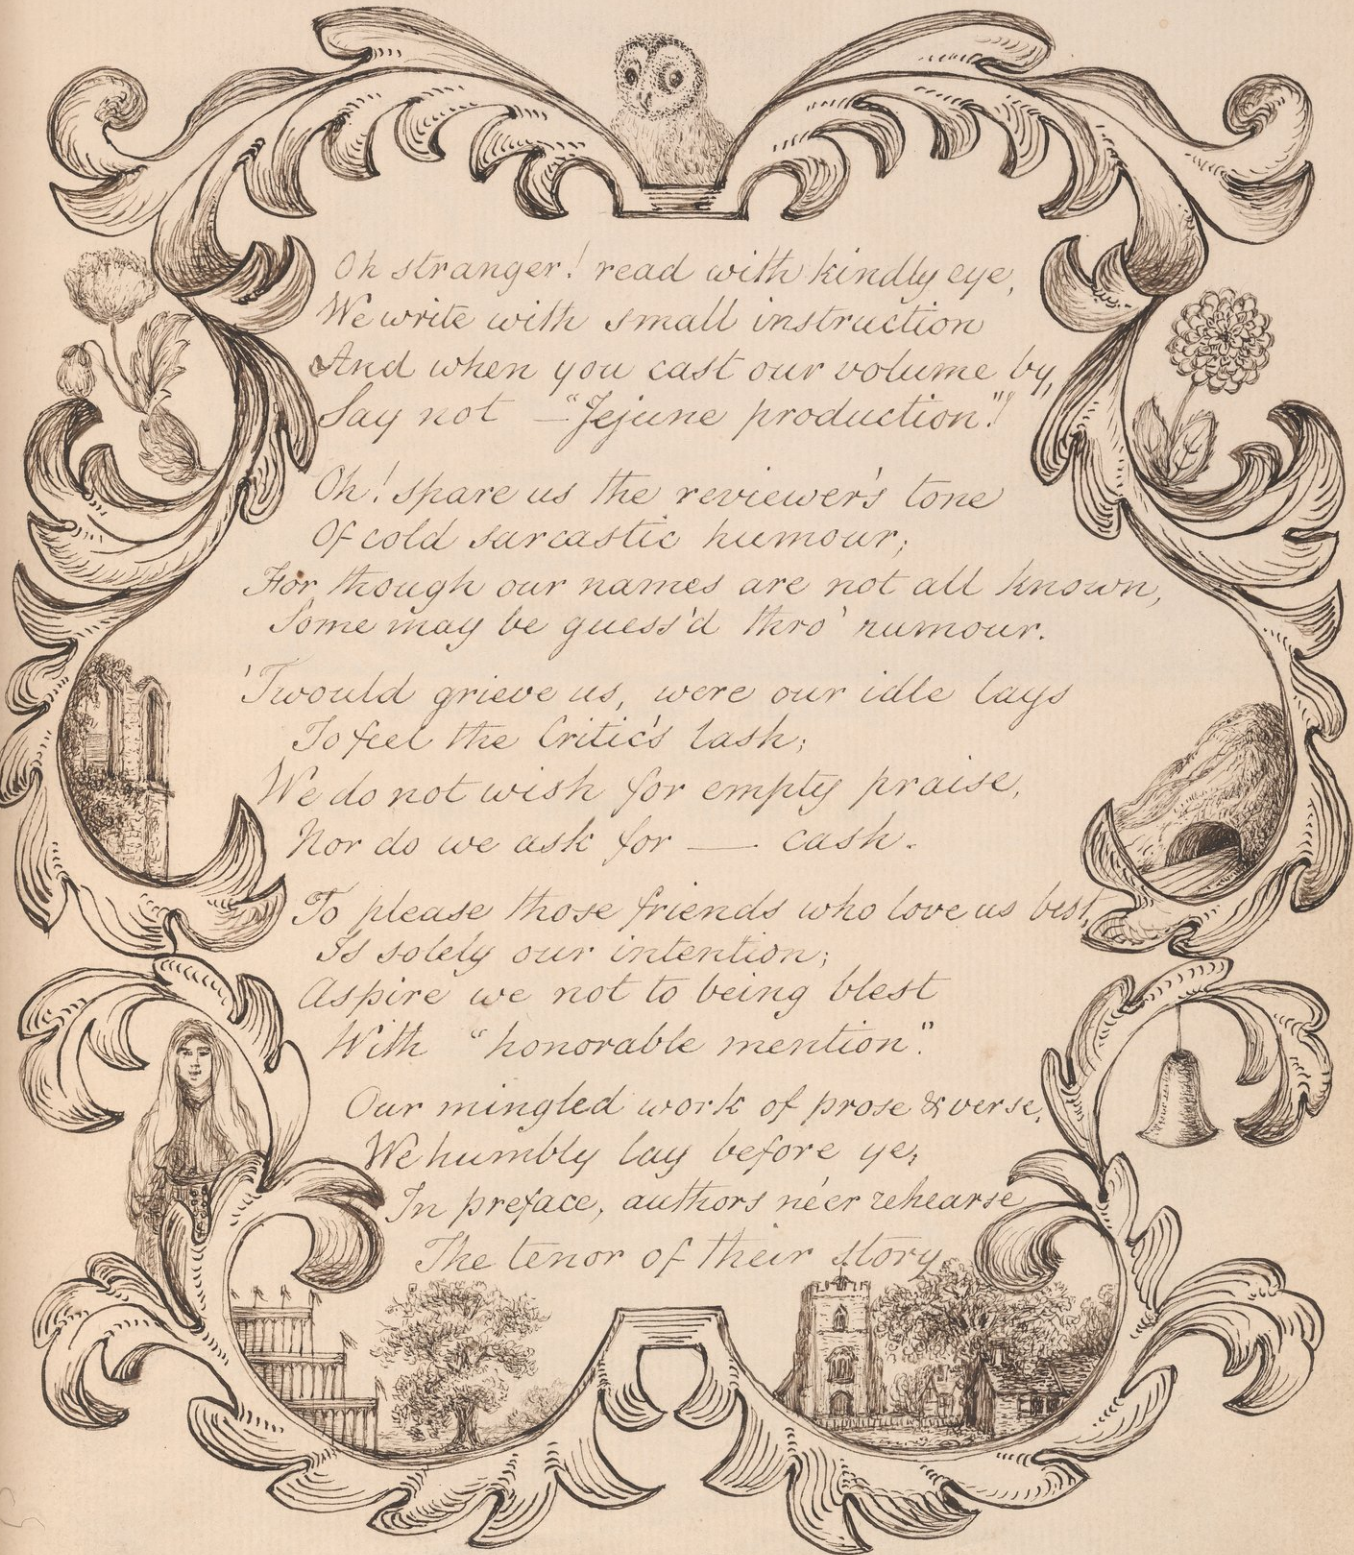 Oh stranger! read with kindly eye,
We write with small instruction
And when you cast our volume by,
Say not — "Jejune production"!
Oh! spare us the reviewer's tone
Of cold sarcastic humour;
For though our names are not all known,
Some may be guess'd thro' rumour.
'Twould grieve us, were our idle lays
To feel the Critic's lash;
We do not wish for empty praise,
Nor do we ask for — cash.
To please those friends who love us best,
Is solely our intention;
Aspire we not to being blest
With "honorable mention".
Our mingled work of prose & verse,
We humbly lay before ye;
In preface, authors ne'er rehearse
The tenor of their story.